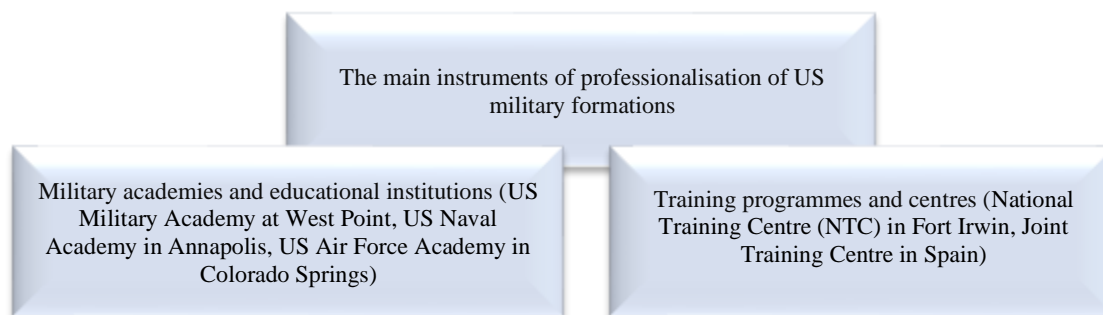 The main instruments of professionalisation of US
military formations
Military academies and educational institutions (US
Military Academy at West Point, US Naval
Academy in Annapolis, US Air Force Academy in
Colorado Springs)
Training programmes and centres (National
Training Centre (NTC) in Fort Irwin, Joint
Training Centre in Spain)